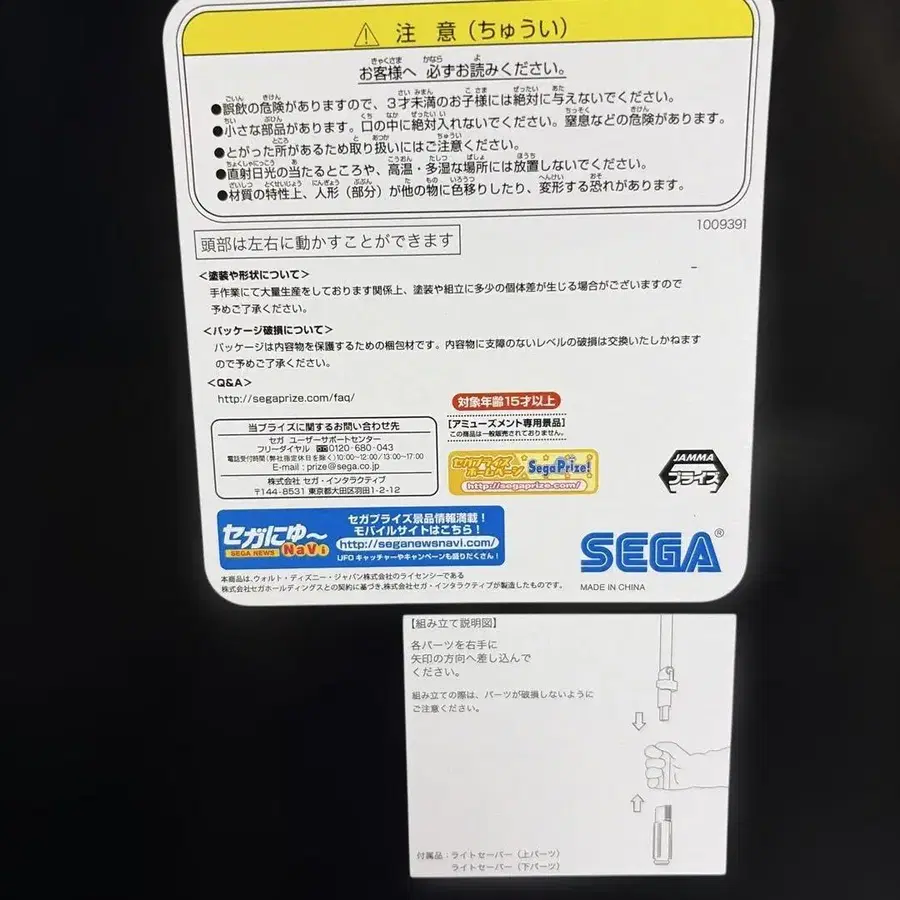 注 意（ちゅうい）
お客様へ 必ずお読みください。
●誤飲の危険がありますので、3才未満のお子様には絶対に与えないでください。
●小さな部品があります。口の中に絶対入れないでください。窒息などの危険があります。
●とがった所があるため取り扱いにはご注意ください。
●直射日光の当たるところや、高温・多湿な場所には放置しないでください。
●材質の特性上、人形（部分）が他の物に色移りしたり、変形する恐れがあります。
1009391
頭部は左右に動かすことができます
＜塗装や形状について＞
手作業にて大量生産をしております関係上、塗装や組立に多少の個体差が生じる場合がございますので
予めご了承ください。
＜パッケージ破損について＞
パッケージは内容物を保護するための梱包材です。内容物に支障のないレベルの破損は交換いたしかねます
ので予めご了承ください。
＜Q&A＞
http://segaprize.com/faq/
当プライズに関するお問い合わせ先
セガ ユーザーサポートセンター
フリーダイヤル 0120-680-043
電話受付時間（弊社指定休日を除く）10:00〜12:00/13:00〜17:00
E-mail : prize@sega.co.jp
株式会社 セガ・インタラクティブ
〒144-8531 東京都大田区羽田1-2-12
対象年齢15才以上
【アミューズメント専用景品】
この商品は一般販売されておりません。
セガプライズ
ホームページ
SegaPrize!
http://segaprize.com/
JAMMA
プライズ
セガにゅ〜
SEGA NEWS NaVi
セガプライズ景品情報満載！
モバイルサイトはこちら！
http://seganewsnavi.com/
UFOキャッチャーやキャンペーンも盛りだくさん！
SEGA®
MADE IN CHINA
本商品は、ウォルト・ディズニー・ジャパン株式会社のライセンシーである
株式会社セガホールディングスとの契約に基づき、株式会社セガ・インタラクティブが製造したものです。
【組み立て説明図】
各パーツを右手に
矢印の方向へ差し込んで
ください。
組み立ての際は、パーツが破損しないように
ご注意ください。
付属品：ライトセーバー（上パーツ）
ライトセーバー（下パーツ）